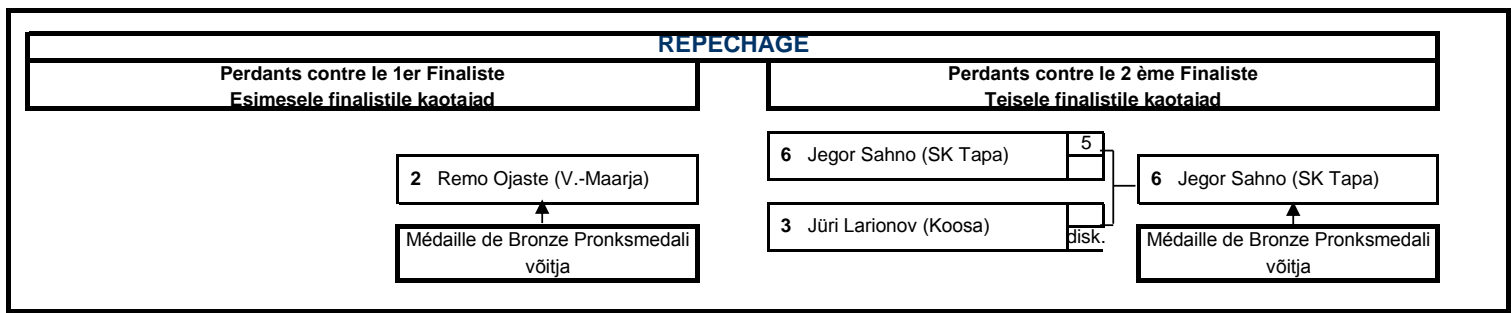 REPECHAGE
Perdants contre le 1er Finaliste
Esimesele finalistile kaotajad
Perdants contre le 2 ème Finaliste
Teisele finalistile kaotajad
6 Jegor Sahno (SK Tapa) 5
2 Remo Ojaste (V.-Maarja)
6 Jegor Sahno (SK Tapa)
3 Jüri Larionov (Koosa) disk.
Médaille de Bronze Pronksmedali
võitja
Médaille de Bronze Pronksmedali
võitja